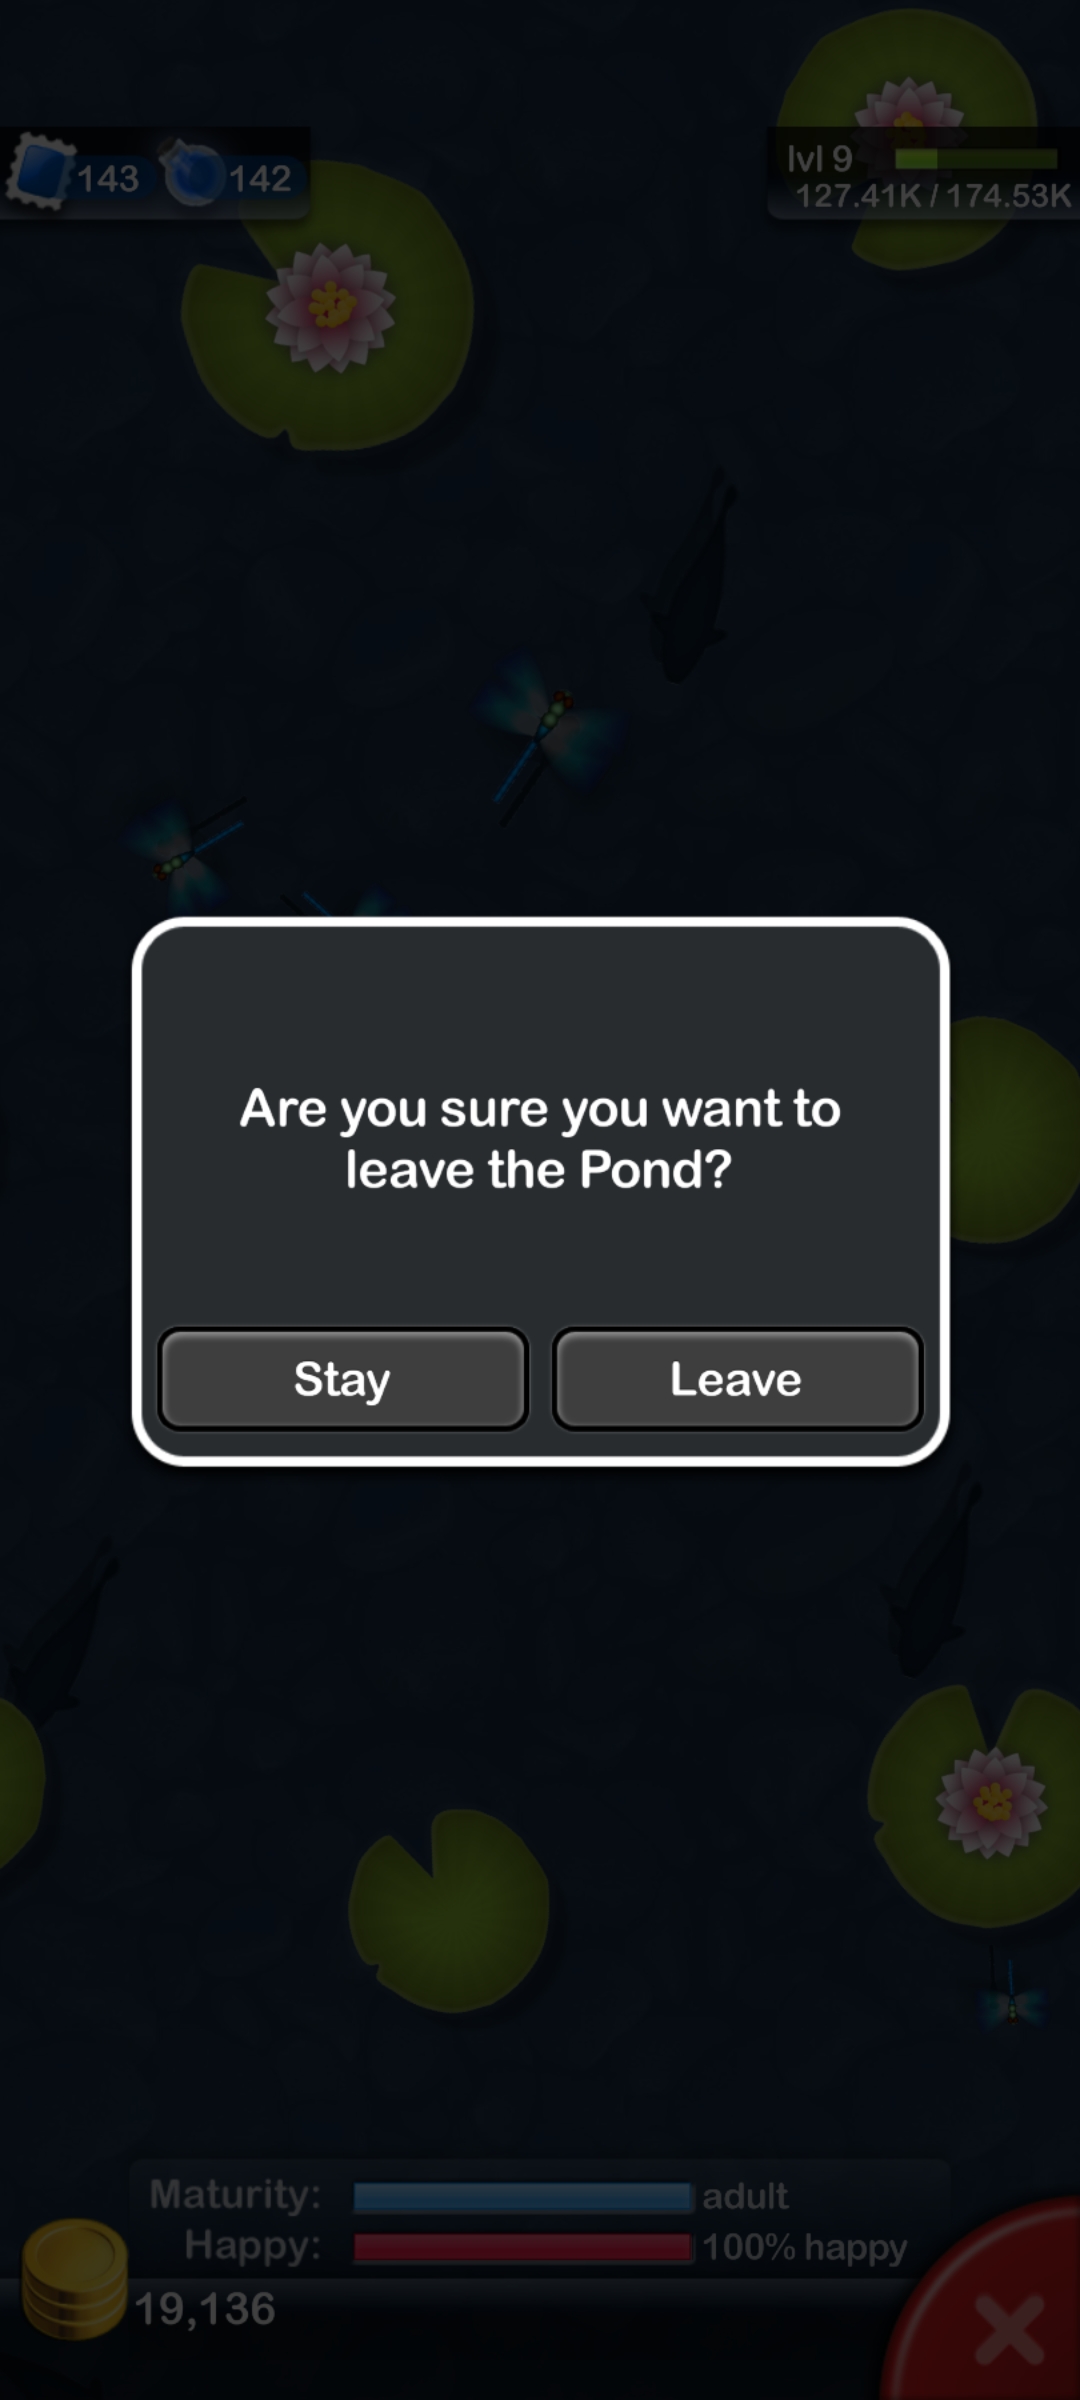 143 142
lvl 9
127.41K / 174.53K
Are you sure you want to
leave the Pond?
Stay Leave
Maturity: adult
Happy: 100% happy
19,136